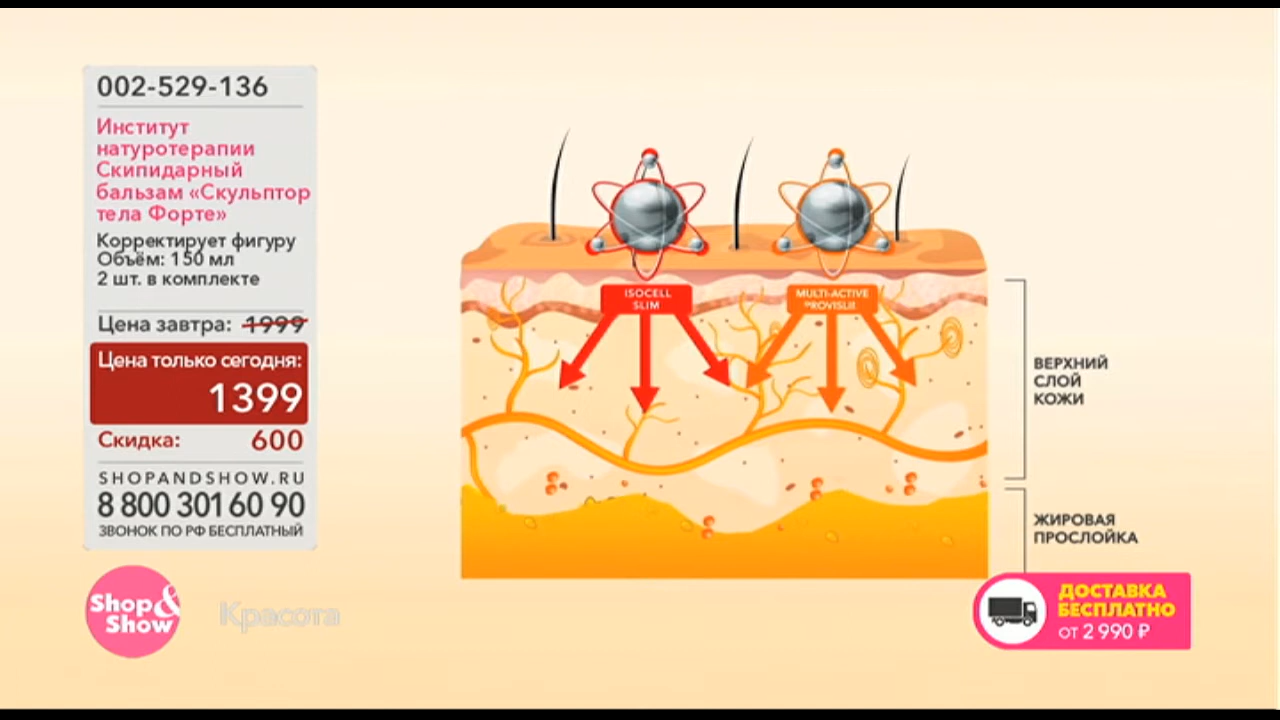 002-529-136
Институт
натуротерапии
Скипидарный
бальзам «Скульптор
тела Форте»
Корректирует фигуру
Объём: 150 мл
2 шт. в комплекте
Цена завтра: 1999
Цена только сегодня:
1399
Скидка: 600
SHOPANDSHOW.RU
8 800 301 60 90
ЗВОНОК ПО РФ БЕСПЛАТНЫЙ
Shop&
Show
Красота
ISOCELL
SLIM
MULTI-ACTIVE
PROVISLIM
ВЕРХНИЙ
СЛОЙ
КОЖИ
ЖИРОВАЯ
ПРОСЛОЙКА
ДОСТАВКА
БЕСПЛАТНО
от 2 990 ₽